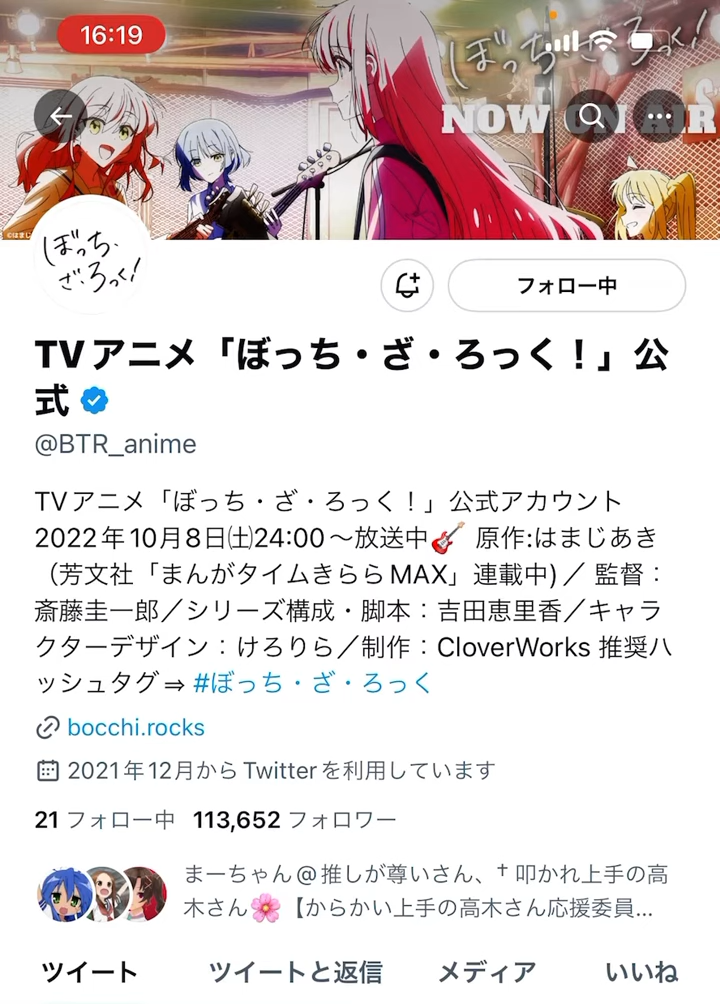 16:19
ぼっち・ざ・ろっく!
NOW ON AIR
©はまじ
ぼっち・
ざ・ろっく!
フォロー中
TVアニメ「ぼっち・ざ・ろっく！」公
式
@BTR_anime
TVアニメ「ぼっち・ざ・ろっく！」公式アカウント
2022年10月8日㈯24:00〜放送中🎸 原作:はまじあき
（芳文社「まんがタイムきららMAX」連載中)／ 監督：
斎藤圭一郎／シリーズ構成・脚本：吉田恵里香／キャラ
クターデザイン：けろりら／制作：CloverWorks 推奨ハ
ッシュタグ⇒ #ぼっち・ざ・ろっく
bocchi.rocks
2021年12月からTwitterを利用しています
21 フォロー中 113,652 フォロワー
まーちゃん@推しが尊いさん、† 叩かれ上手の高
木さん🌸【からかい上手の高木さん応援委員...
ツイート ツイートと返信 メディア いいね